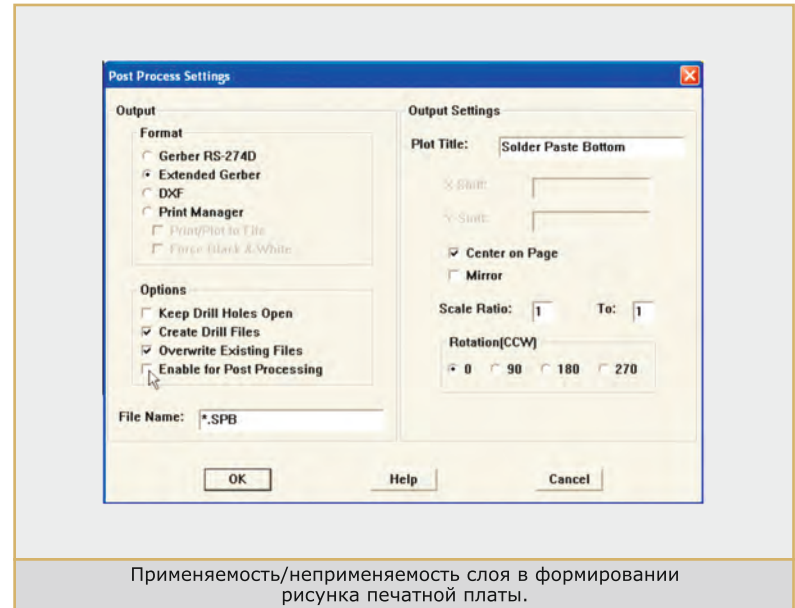 Post Process Settings
Output
Format
Gerber RS-274D
Extended Gerber
DXF
Print Manager
Print/Plot to File
Force Black & White
Options
Keep Drill Holes Open
Create Drill Files
Overwrite Existing Files
Enable for Post Processing
File Name: *.SPB
Output Settings
Plot Title: Solder Paste Bottom
X Shift:
Y-Shift:
Center on Page
Mirror
Scale Ratio: 1 To: 1
Rotation(CCW)
0 90 180 270
OK Help Cancel
Применяемость/неприменяемость слоя в формировании
рисунка печатной платы.